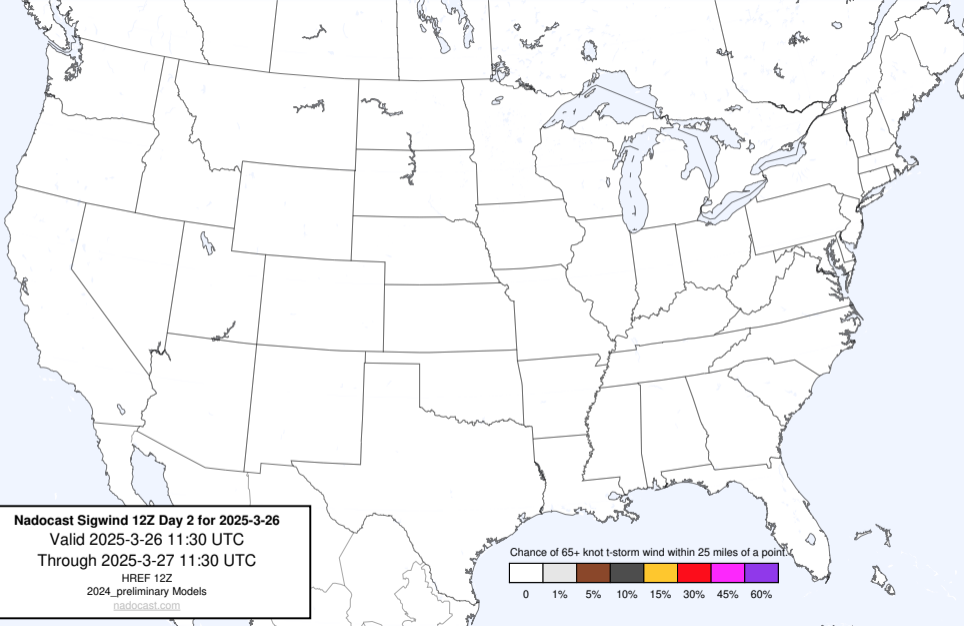 Nadocast Sigwind 12Z Day 2 for 2025-3-26
Valid 2025-3-26 11:30 UTC
Through 2025-3-27 11:30 UTC
HREF 12Z
2024_preliminary Models
nadocast.com
Chance of 65+ knot t-storm wind within 25 miles of a point.
0 1% 5% 10% 15% 30% 45% 60%